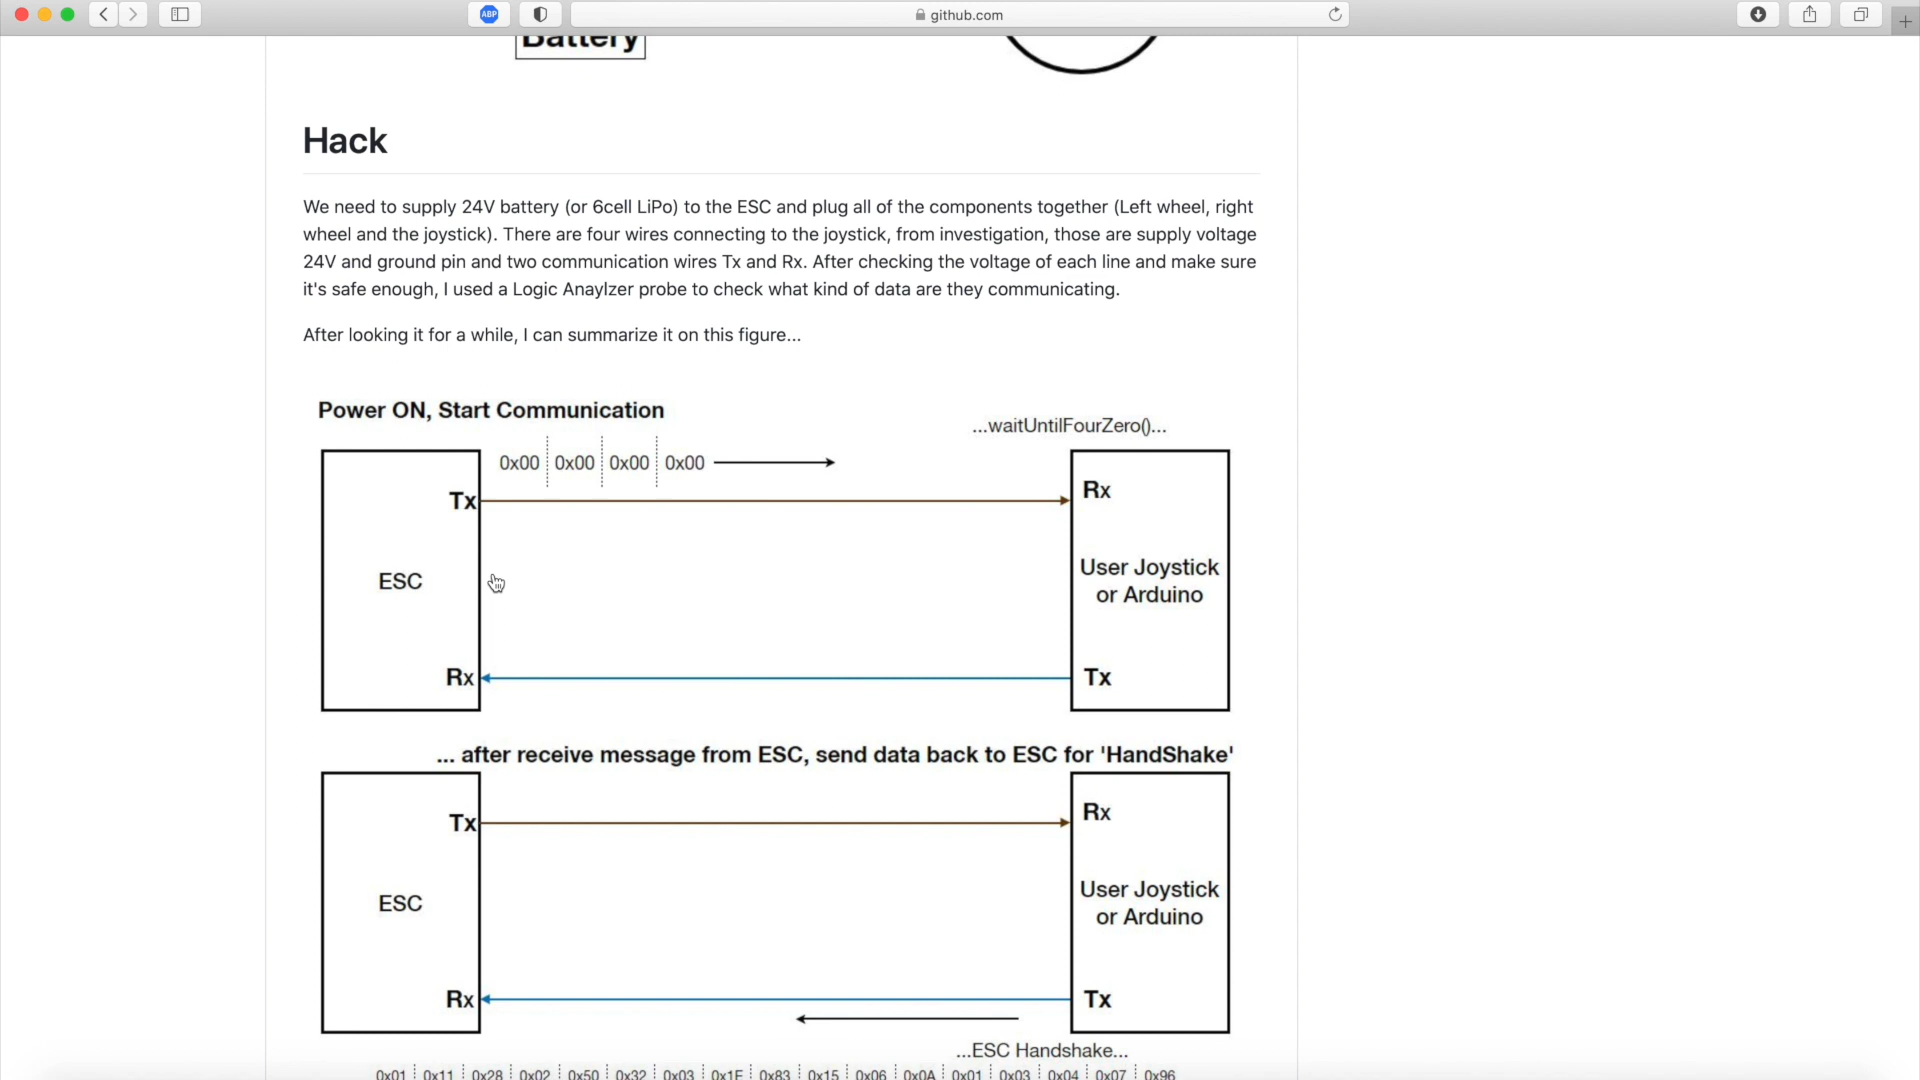 ABP
github.com
Battery
Hack
We need to supply 24V battery (or 6cell LiPo) to the ESC and plug all of the components together (Left wheel, right
wheel and the joystick). There are four wires connecting to the joystick, from investigation, those are supply voltage
24V and ground pin and two communication wires Tx and Rx. After checking the voltage of each line and make sure
it's safe enough, I used a Logic Anaylzer probe to check what kind of data are they communicating.
After looking it for a while, I can summarize it on this figure...
Power ON, Start Communication
...waitUntilFourZero()...
0x00 0x00 0x00 0x00
Tx
Rx
ESC
User Joystick
or Arduino
Rx
Tx
... after receive message from ESC, send data back to ESC for 'HandShake'
Tx
Rx
ESC
User Joystick
or Arduino
Rx
Tx
...ESC Handshake...
0x01 0x11 0x28 0x02 0x50 0x32 0x03 0x1E 0x83 0x15 0x06 0x0A 0x01 0x03 0x04 0x07 0x96